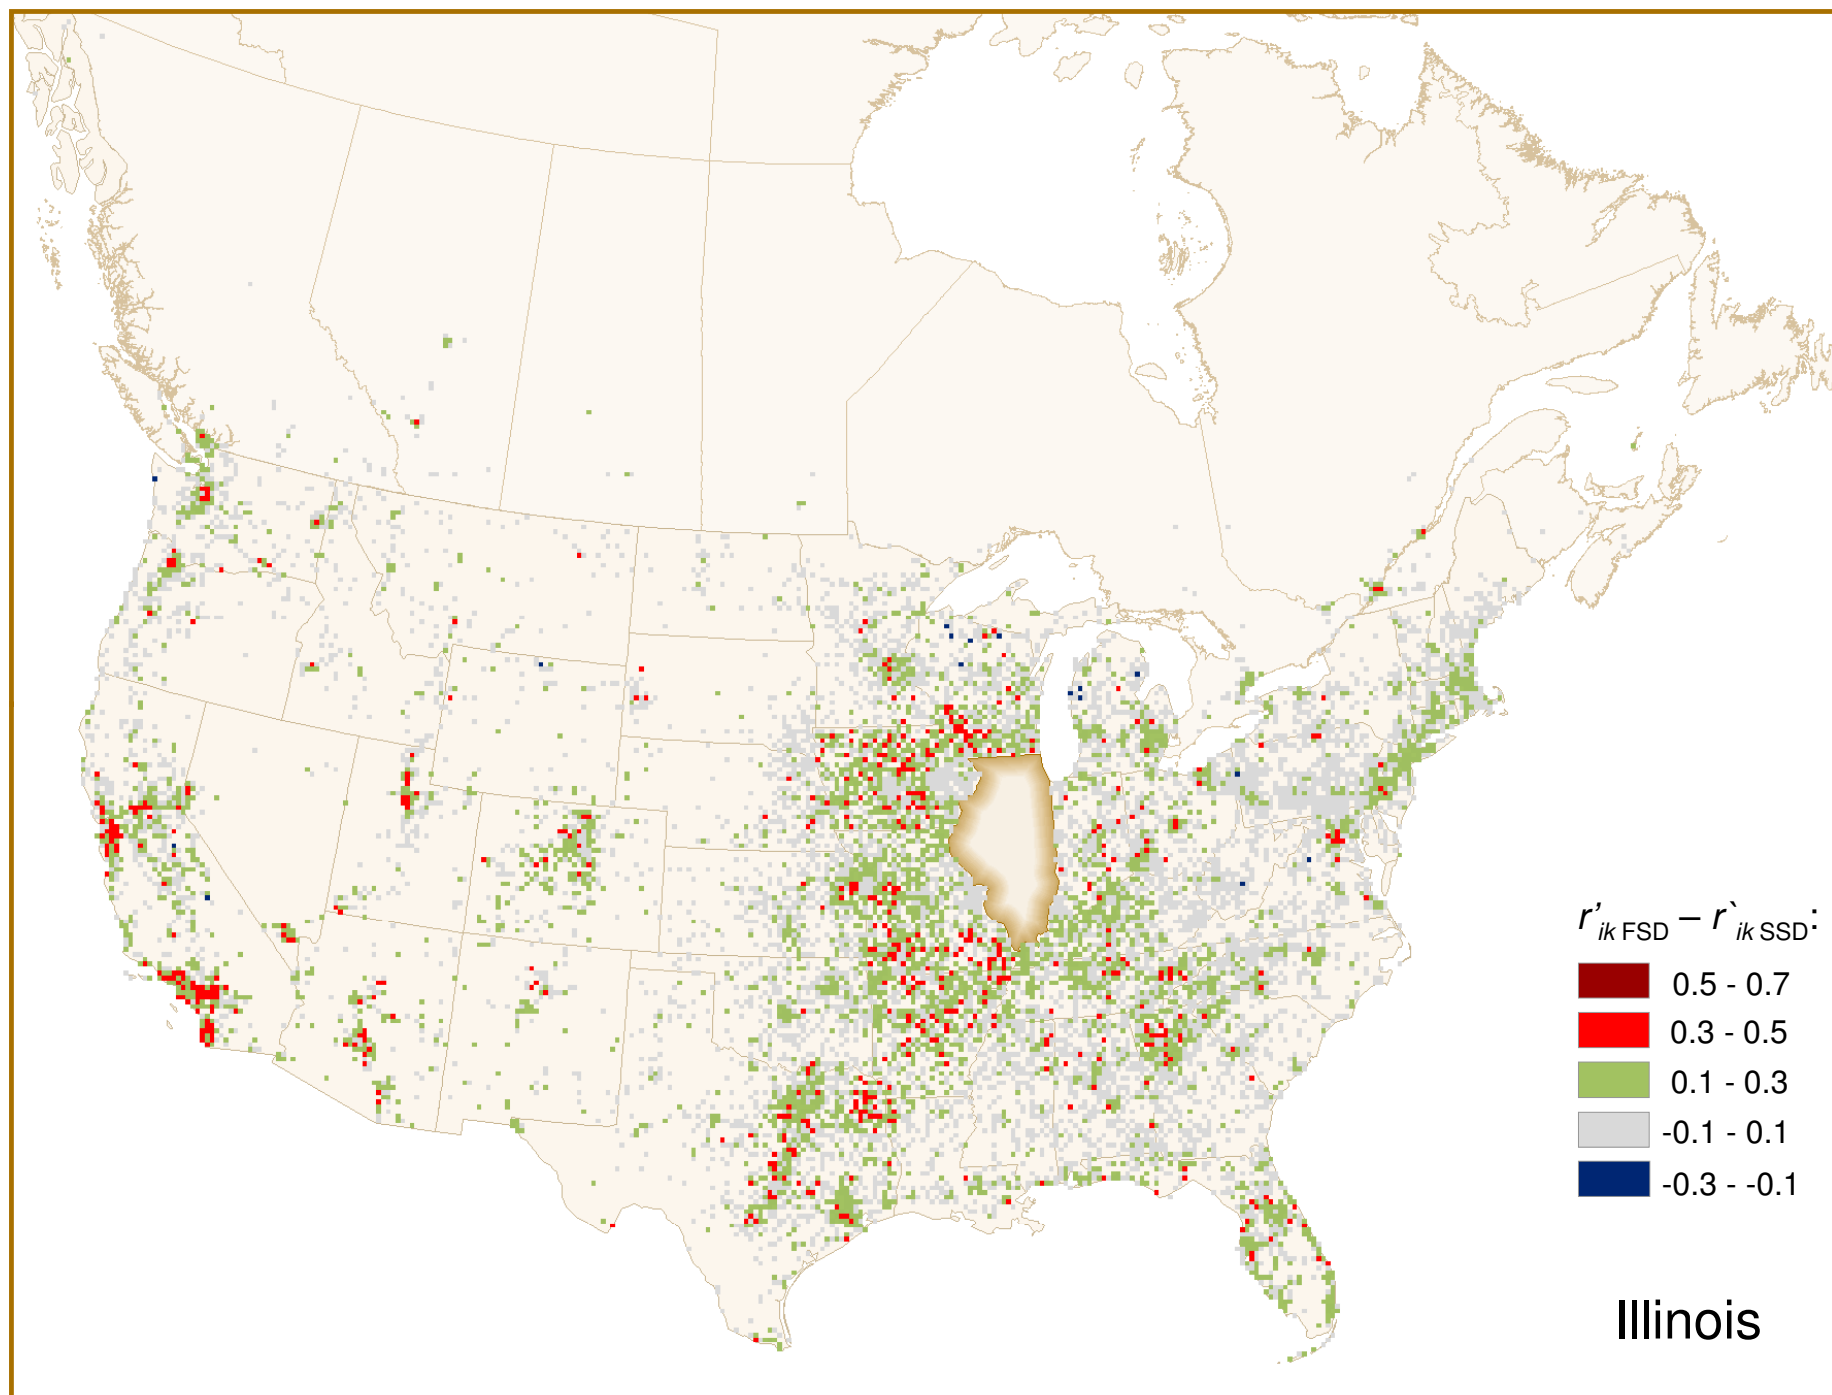 r'ik FSD – r`ik SSD:
0.5 - 0.7
0.3 - 0.5
0.1 - 0.3
-0.1 - 0.1
-0.3 - -0.1
Illinois